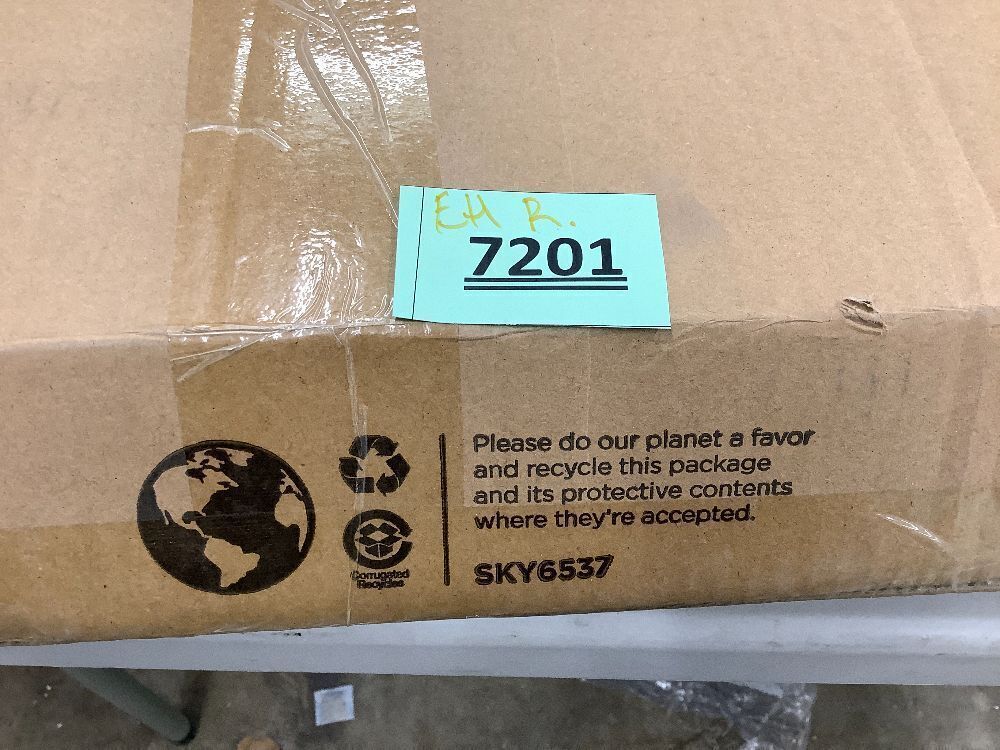 EH R.
7201
Please do our planet a favor
and recycle this package
and its protective contents
where they're accepted.
SKY6537
Corrugated
Recycles